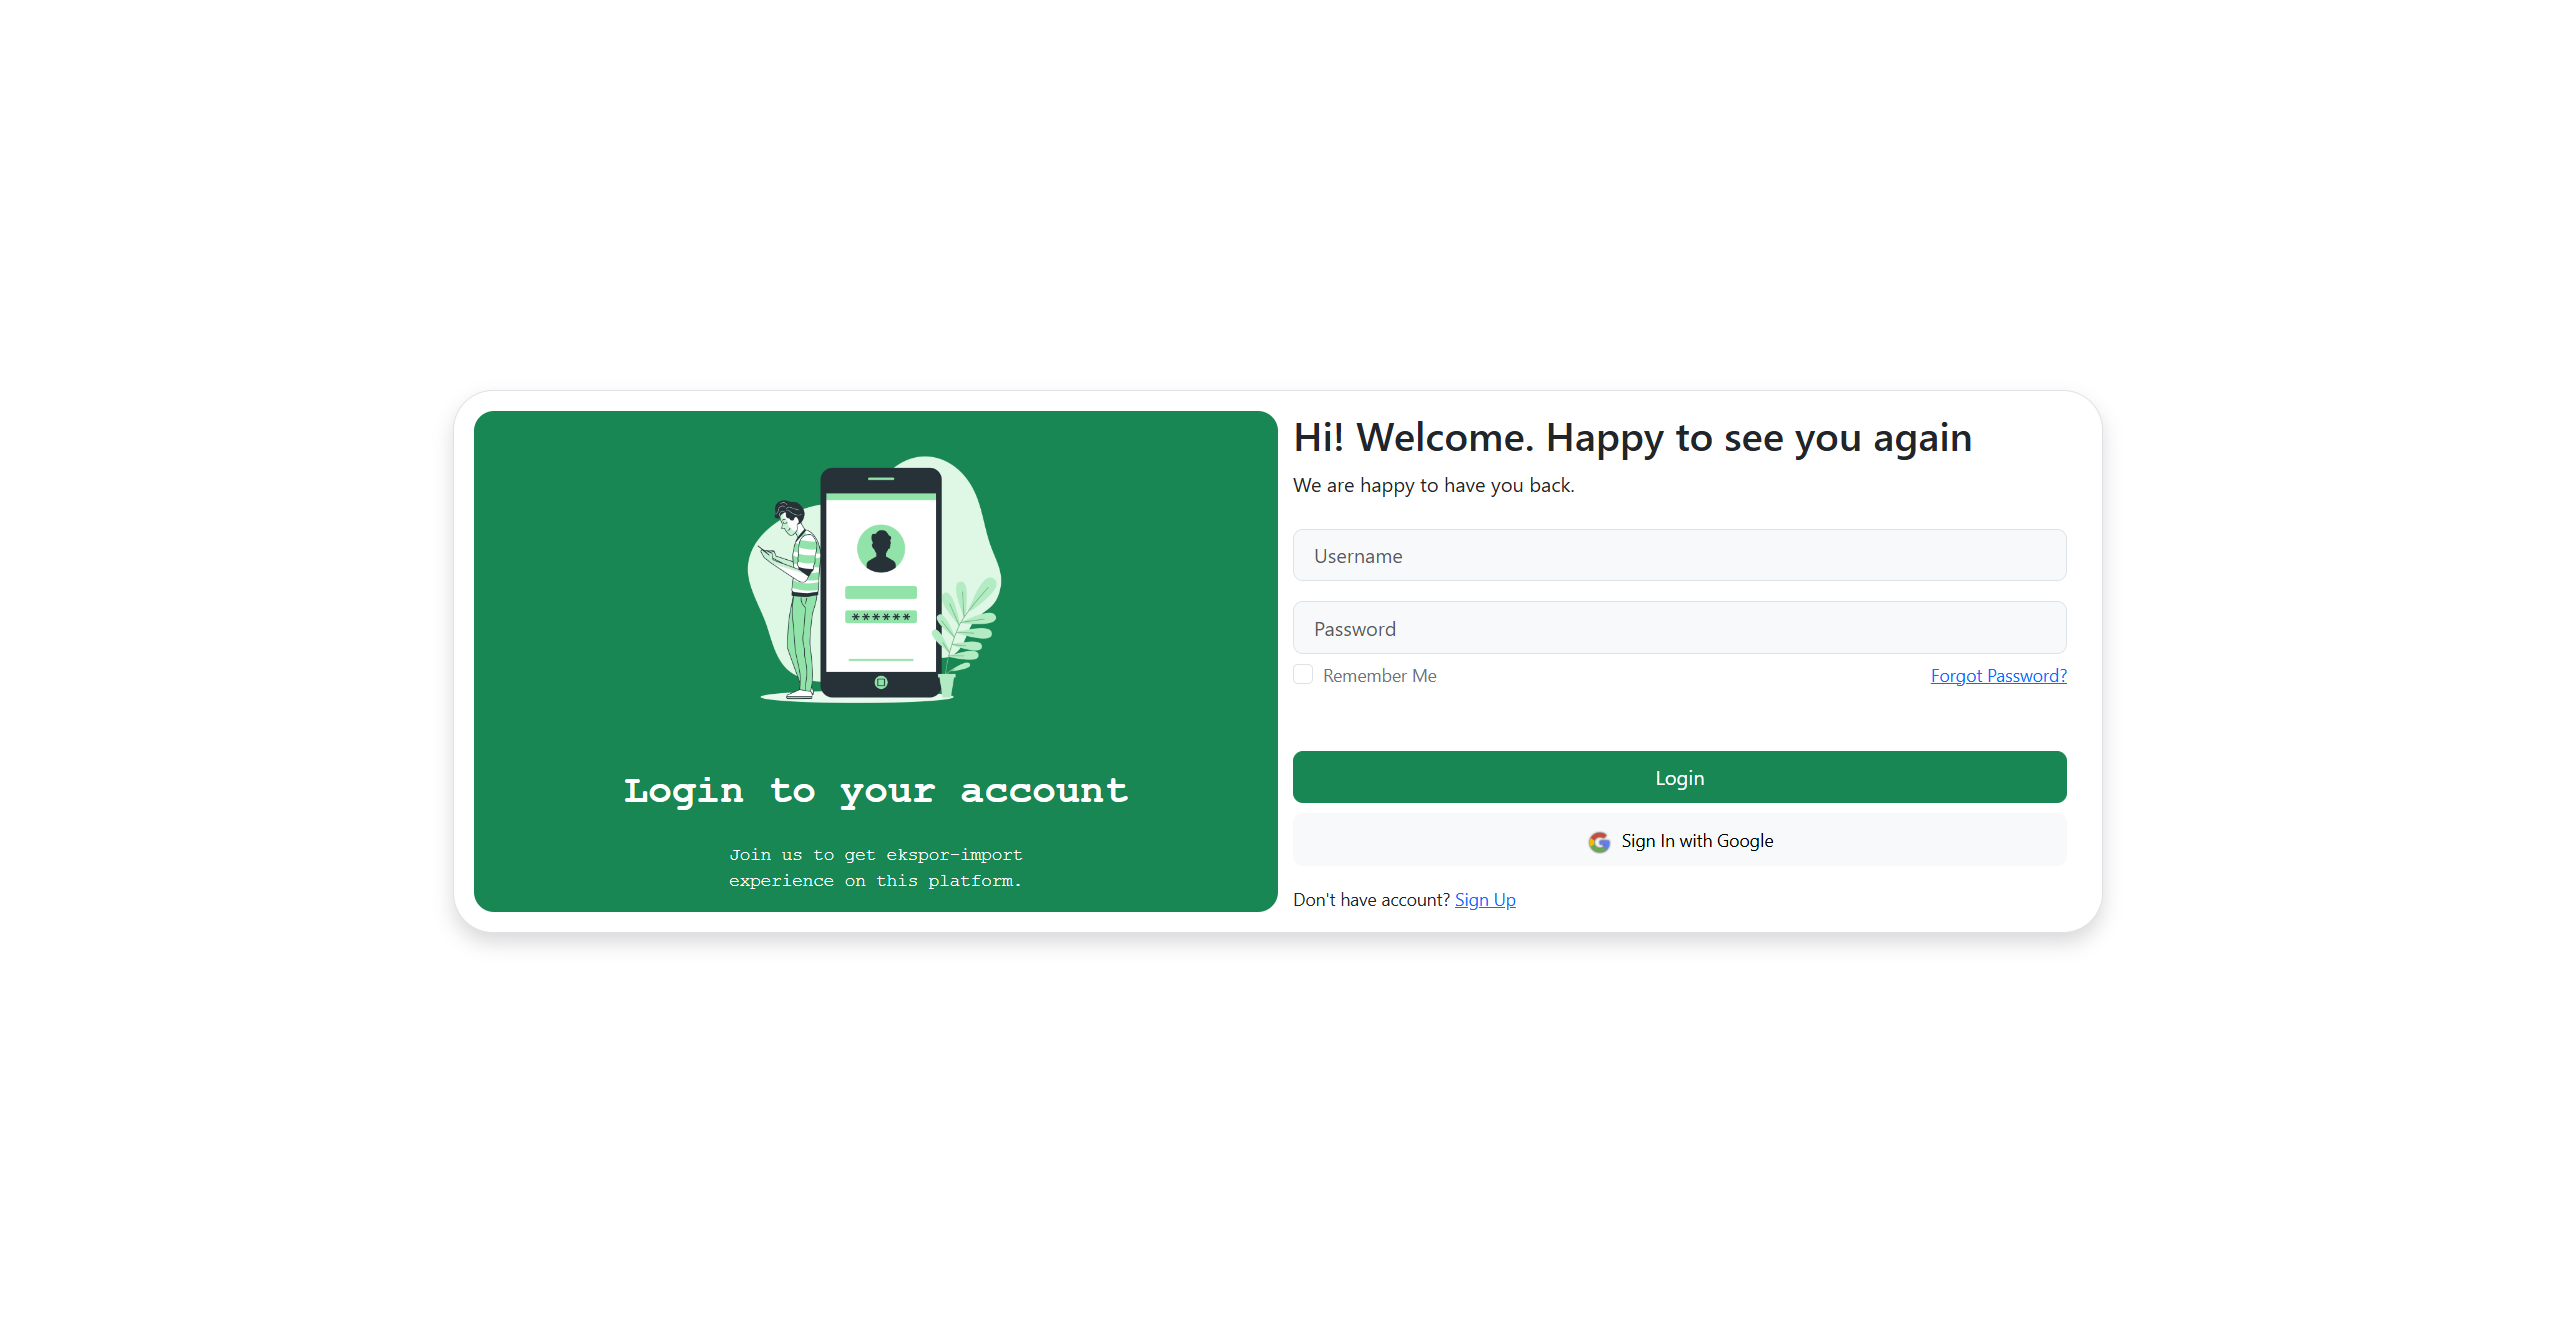 ******
Login to your account
Join us to get ekspor-import
experience on this platform.
Hi! Welcome. Happy to see you again
We are happy to have you back.
Username
Password
Remember Me
Forgot Password?
Login
Sign In with Google
Don't have account? Sign Up